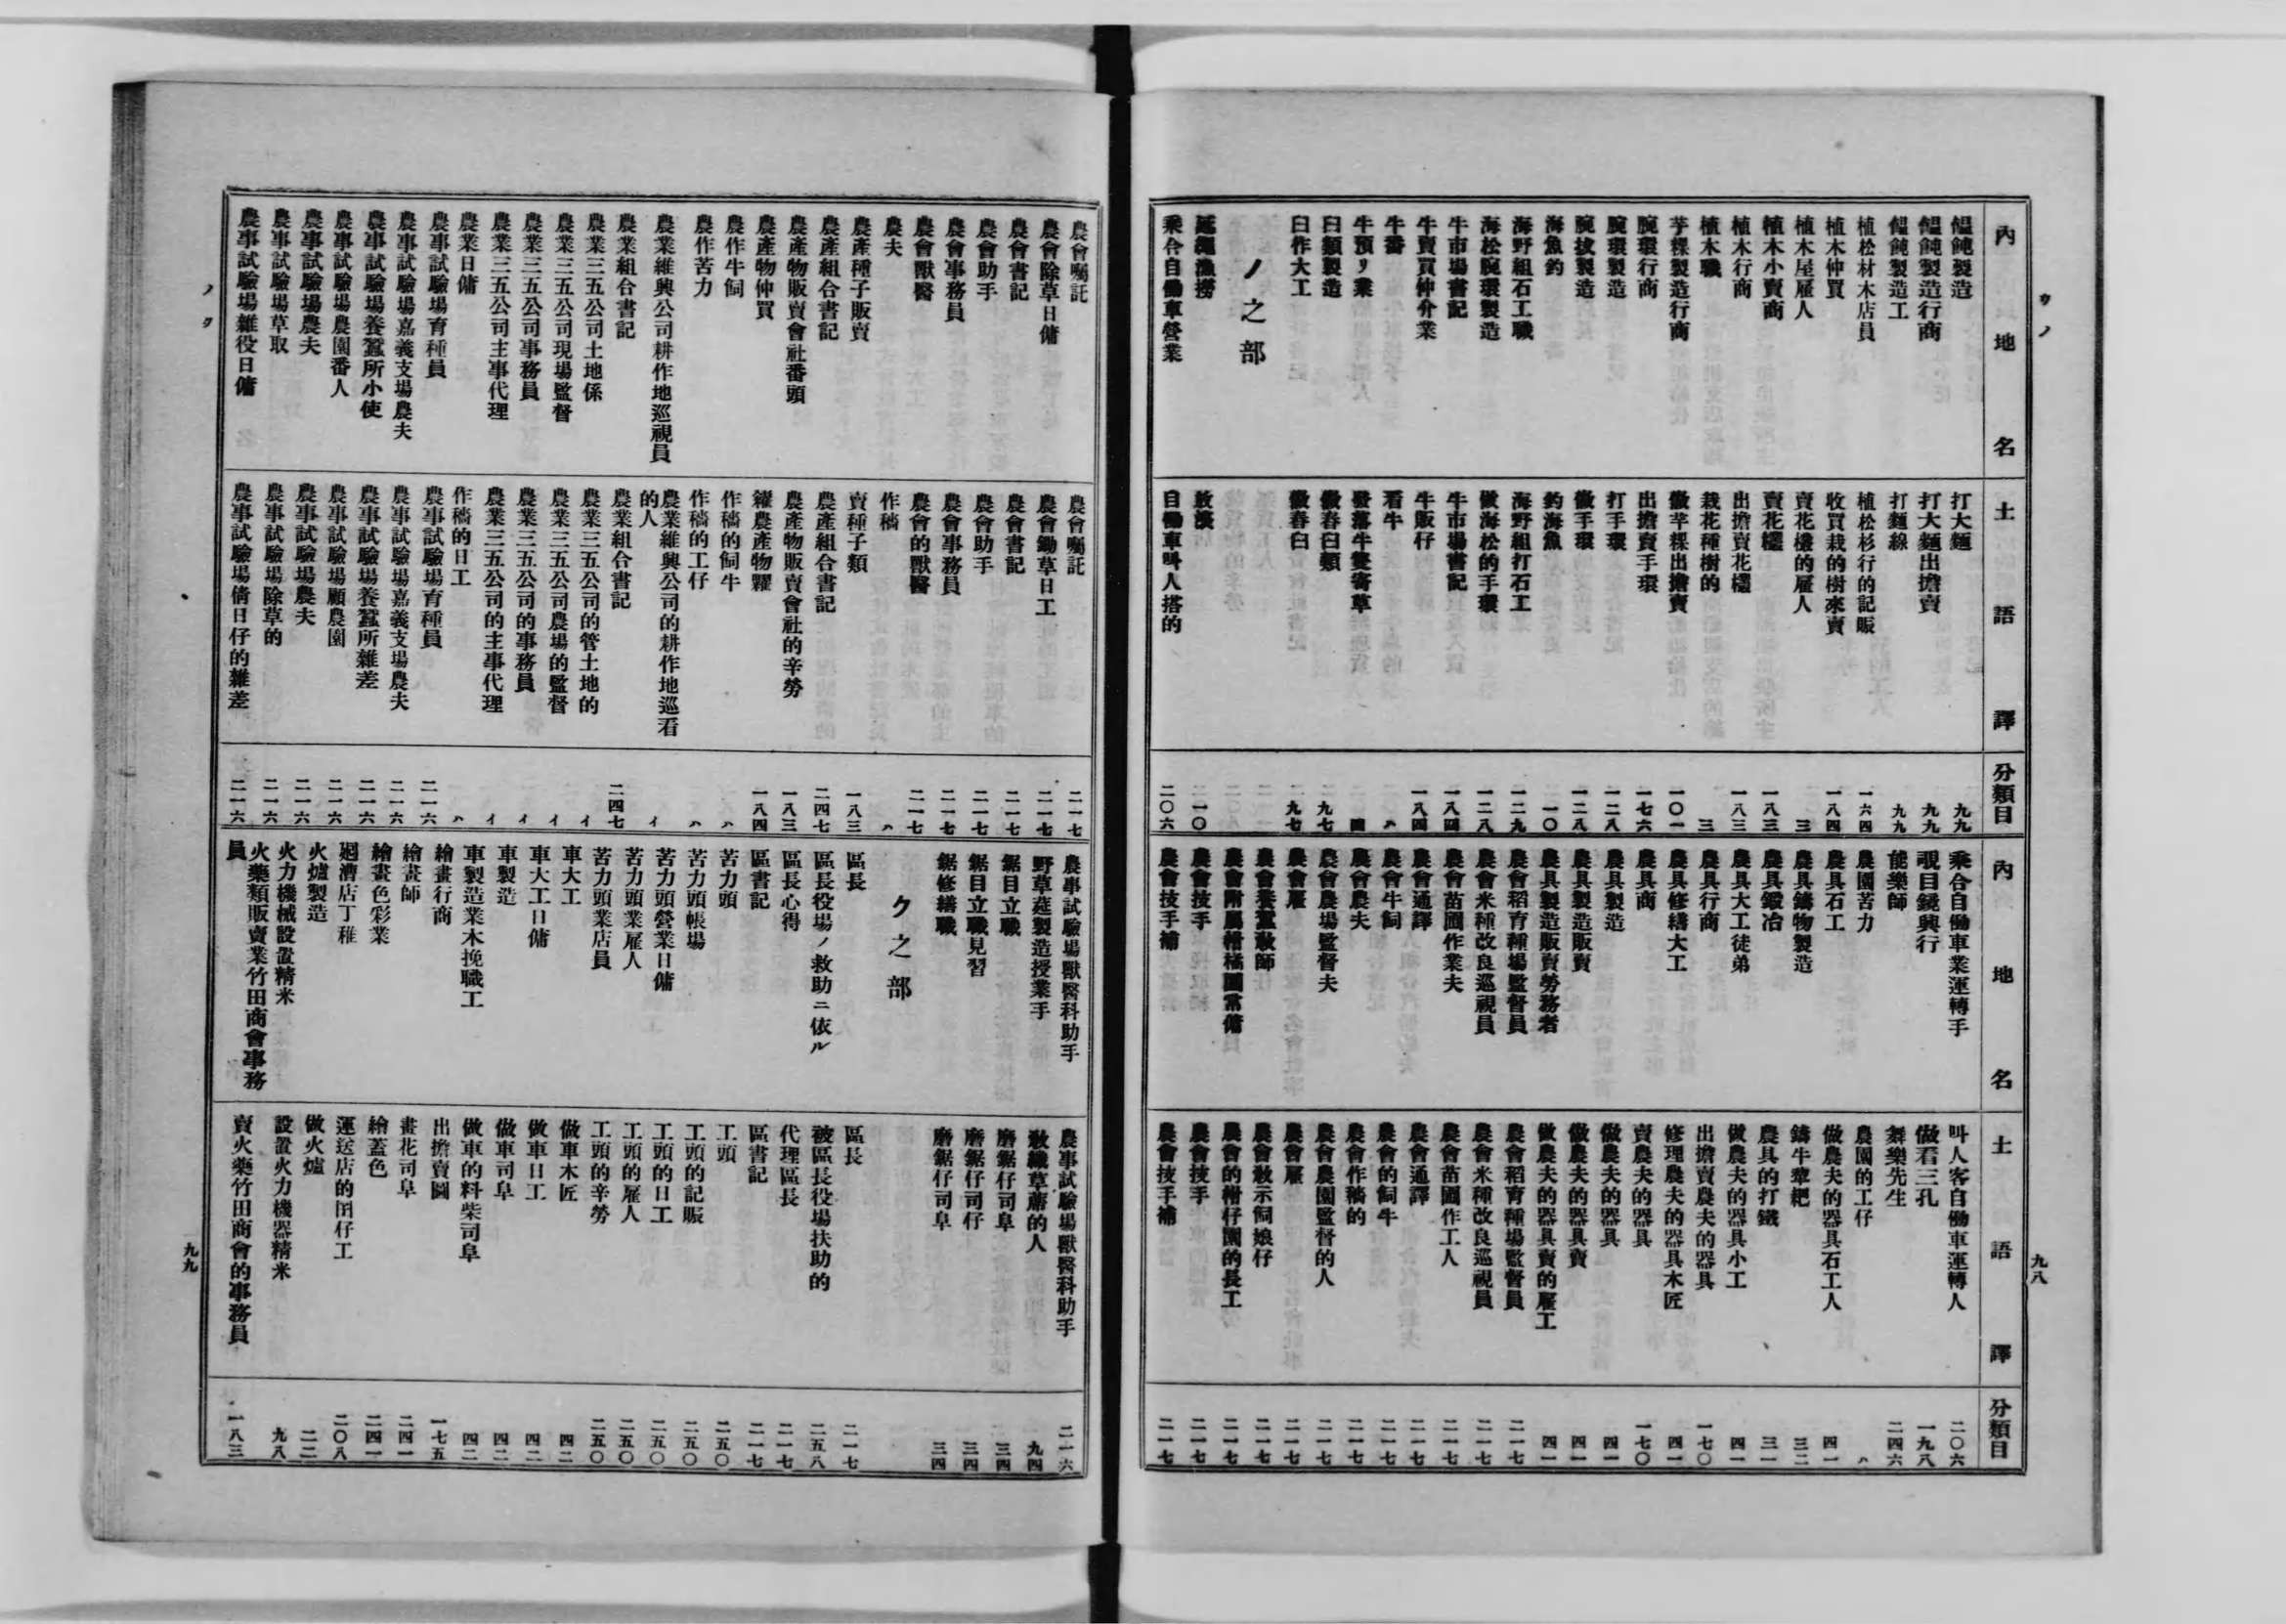 ウノ
九八
內地名 土語譯 分類目
饂飩製造 打大麵 九九
饂飩製造行商 打大麵出擔賣 九九
饂飩製造工 打麵線 九九
植松材木店員 植松杉行的記賬 一六四
植木仲買 收買栽的樹來賣 一八四
植木屋雇人 賣花欉的雇人 三
植木小賣商 賣花欉 一八三
植木行商 出擔賣花欉 一八三
植木職 栽花種樹的 三
芋粿製造行商 做芋粿出擔賣 一〇一
腕環行商 出擔賣手環 一七六
腕環製造 打手環 一二八
腕拔製造 做手環 一二八
海魚釣 釣海魚 一〇
海野組石工職 海野組打石工 一二九
海松腕環製造 做海松的手環 一二八
牛市場書記 牛市場書記 一八四
牛賣買仲介業 牛販仔 一八四
牛番 看牛 ハ
牛預リ業 發落牛隻寄草 四
臼類製造 做舂臼類 九七
臼作大工 做舂臼 九七
ノ之部
延繩漁撈 放滾 一〇
乘合自働車營業 自働車叫人搭的 二〇六
內地名 土語譯 分類目
乘合自働車業運轉手 叫人客自働車運轉人 二〇六
覗目鏡興行 做看三孔 一九八
能樂師 舞樂先生 二四六
農園苦力 農園的工仔 ハ
農具石工 做農夫的器具石工人 四一
農具鑄物製造 鑄牛犂耙 三二
農具鍛冶 農具的打鐵 三一
農具大工徒弟 做農夫的器具小工 四一
農具行商 出擔賣農夫的器具 一七〇
農具修繕大工 修理農夫的器具木匠 四一
農具商 賣農夫的器具 一七〇
農具製造 做農夫的器具 四一
農具製造販賣 做農夫的器具賣 四一
農具製造販賣勞務者 做農夫的器具賣的雇工 四一
農會稻育種場監督員 農會稻育種場監督員 二一七
農會米種改良巡視員 農會米種改良巡視員 二一七
農會苗圃作業夫 農會苗圃作工人 二一七
農會通譯 農會通譯 二一七
農會牛飼 農會的飼牛 二一七
農會農夫 農會作穡的 二一七
農會農場監督夫 農會農園監督的人 二一七
農會雇 農會雇 二一七
農會養蠶敎師 農會敎示飼娘仔 二一七
農會附屬柑橘園常傭 農會的柑仔園的長工 二一七
農會技手 農會技手 二一七
農會技手補 農會技手補 二一七
農會囑託 農會囑託 二一七
農會除草日傭 農會鋤草日工 二一七
農會書記 農會書記 二一七
農會助手 農會助手 二一七
農會事務員 農會事務員 二一七
農會獸醫 農會的獸醫 二一七
農夫 作穡 ハ
農產種子販賣 賣種子類 一八三
農產組合書記 農產組合書記 二四七
農產物販賣會社番頭 農產物販賣會社的辛勞 一八三
農產物仲買 糴農產物糶 一八四
農作牛飼 作穡的飼牛 ハ
農作苦力 作穡的工仔 ハ
農業維興公司耕作地巡視員 農業維興公司的耕作地巡看的人 イ
農業組合書記 農業組合書記 二四七
農業三五公司土地係 農業三五公司的管土地的 イ
農業三五公司現場監督 農業三五公司農場的監督 イ
農業三五公司事務員 農業三五公司的事務員 イ
農業三五公司主事代理 農業三五公司的主事代理 イ
農業日傭 作穡的日工 ハ
農事試驗場育種員 農事試驗場育種員 二一六
農事試驗場嘉義支場農夫 農事試驗場嘉義支場農夫 二一六
農事試驗場養蠶所小使 農事試驗場養蠶所雜差 二一六
農事試驗場農園番人 農事試驗場顧農園 二一六
農事試驗場農夫 農事試驗場農夫 二一六
農事試驗場草取 農事試驗場除草的 二一六
農事試驗場雜役日傭 農事試驗場倩日仔的雜差 二一六
農事試驗場獸醫科助手 農事試驗場獸醫科助手 二一六
野草莚製造授業手 敎織草蓆的人 九四
鋸目立職 磨鋸仔司阜 三四
鋸目立職見習 磨鋸仔司仔 三四
鋸修繕職 磨鋸仔司阜 三四
ク之部
區長 區長 二一七
區長役場ノ救助ニ依ル 被區長役場扶助的 二五八
區長心得 代理區長 二一七
區書記 區書記 二一七
苦力頭 工頭 二五〇
苦力頭帳場 工頭的記賬 二五〇
苦力頭營業日傭 工頭的日工 二五〇
苦力頭業雇人 工頭的雇人 二五〇
苦力頭業店員 工頭的辛勞 二五〇
車大工 做車木匠 四二
車大工日傭 做車日工 四二
車製造 做車司阜 四二
車製造業木挽職工 做車的料柴司阜 四二
繪畫行商 出擔賣圖 一七五
繪畫師 畫花司阜 二四一
繪畫色彩業 繪蓋色 二四一
廻漕店丁稚 運送店的囝仔工 二〇八
火爐製造 做火爐 二二
火力機械設置精米 設置火力機器精米 九八
火藥類販賣業竹田商會事務員 賣火藥竹田商會的事務員 一八三
ノク
九九